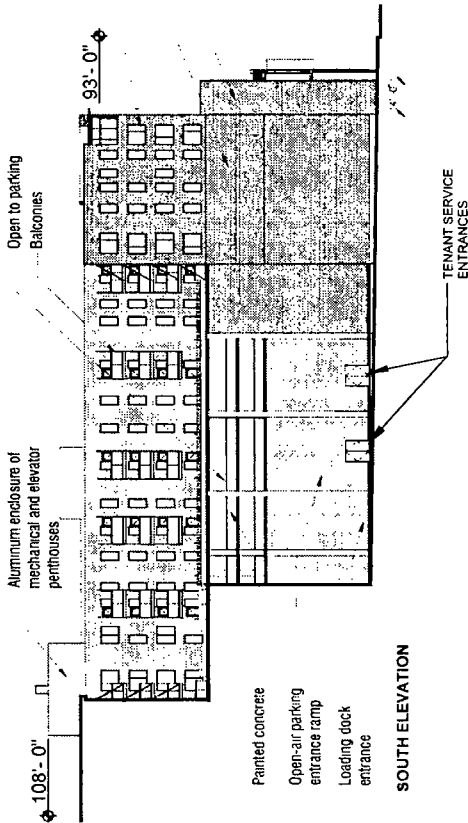 Open to parking
Balconies
93'- 0"
Aluminum enclosure of
mechanical and elevator
penthouses
108'- 0"
Painted concrete
Open-air parking
entrance ramp
Loading dock
entrance
TENANT SERVICE
ENTRANCES
SOUTH ELEVATION